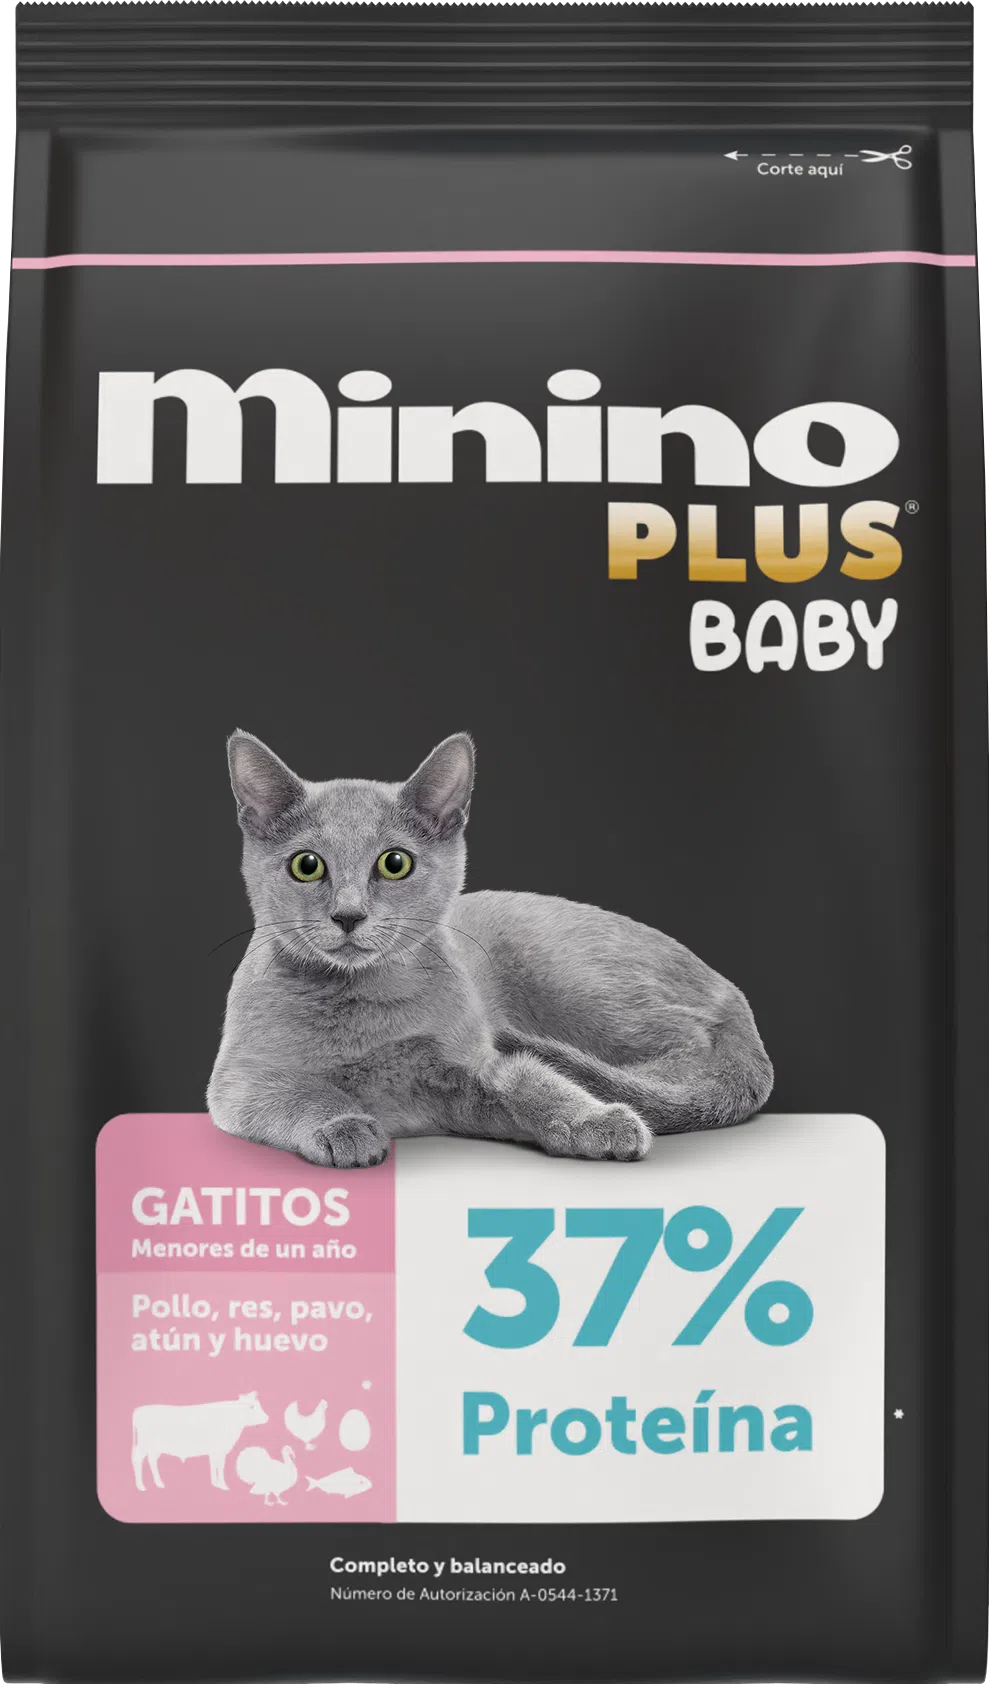 Corte aquí
minino
PLUS®
BABY
GATITOS
Menores de un año
Pollo, res, pavo,
atún y huevo
37%
Proteína
*
Completo y balanceado
Número de Autorización A-0544-1371